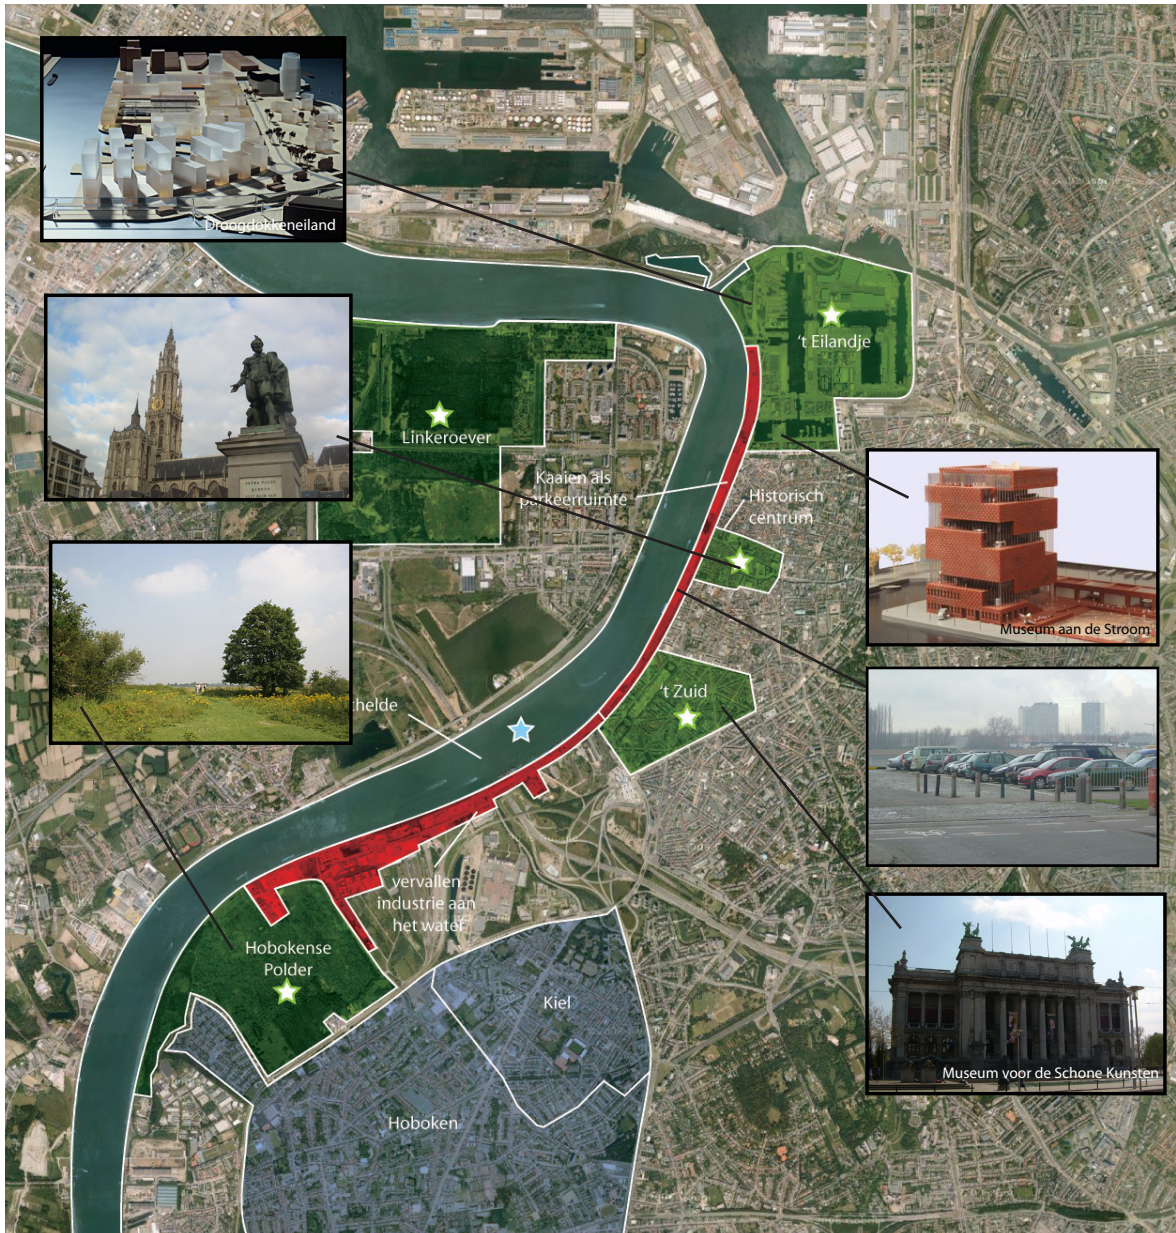 Droogdokkeneiland
't Eilandje
Linkeroever
Kaaien als
parkeerruimte
Historisch
centrum
Museum aan de Stroom
't Zuid
chelde
vervallen
industrie aan
het water
Hobokense
Polder
Kiel
Museum voor de Schone Kunsten
Hoboken